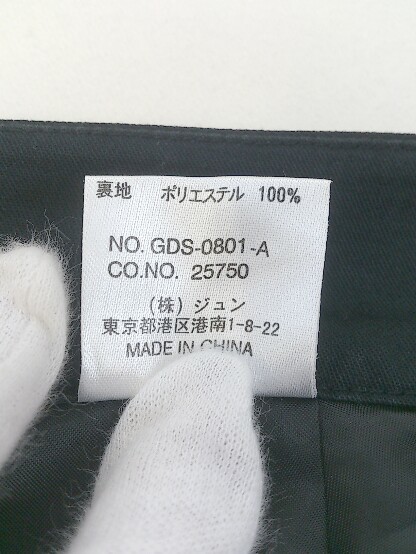 裏地 ポリエステル 100%
NO. GDS-0801-A
CO.NO. 25750
(株) ジュン
東京都港区港南1-8-22
MADE IN CHINA